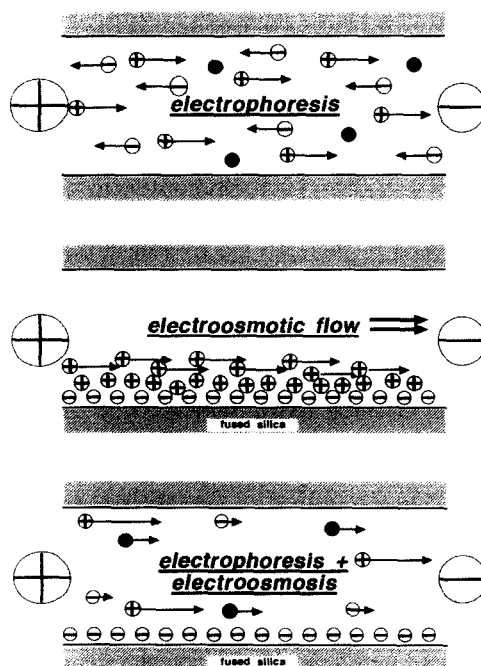 electrophoresis
electroosmotic flow
fused silica
electrophoresis +
electroosmosis
fused silica